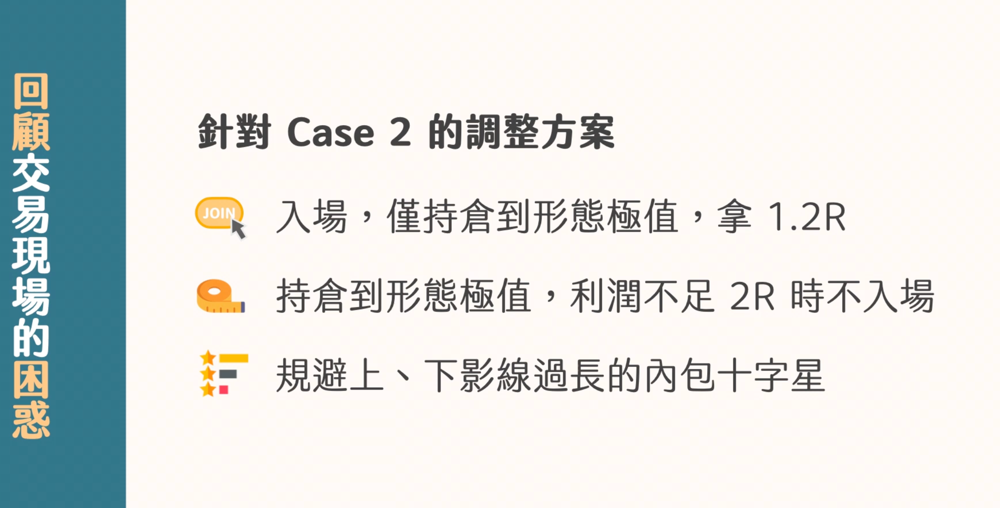 回顧交易現場的困惑
針對 Case 2 的調整方案
JOIN
入場，僅持倉到形態極值，拿 1.2R
持倉到形態極值，利潤不足 2R 時不入場
規避上、下影線過長的內包十字星